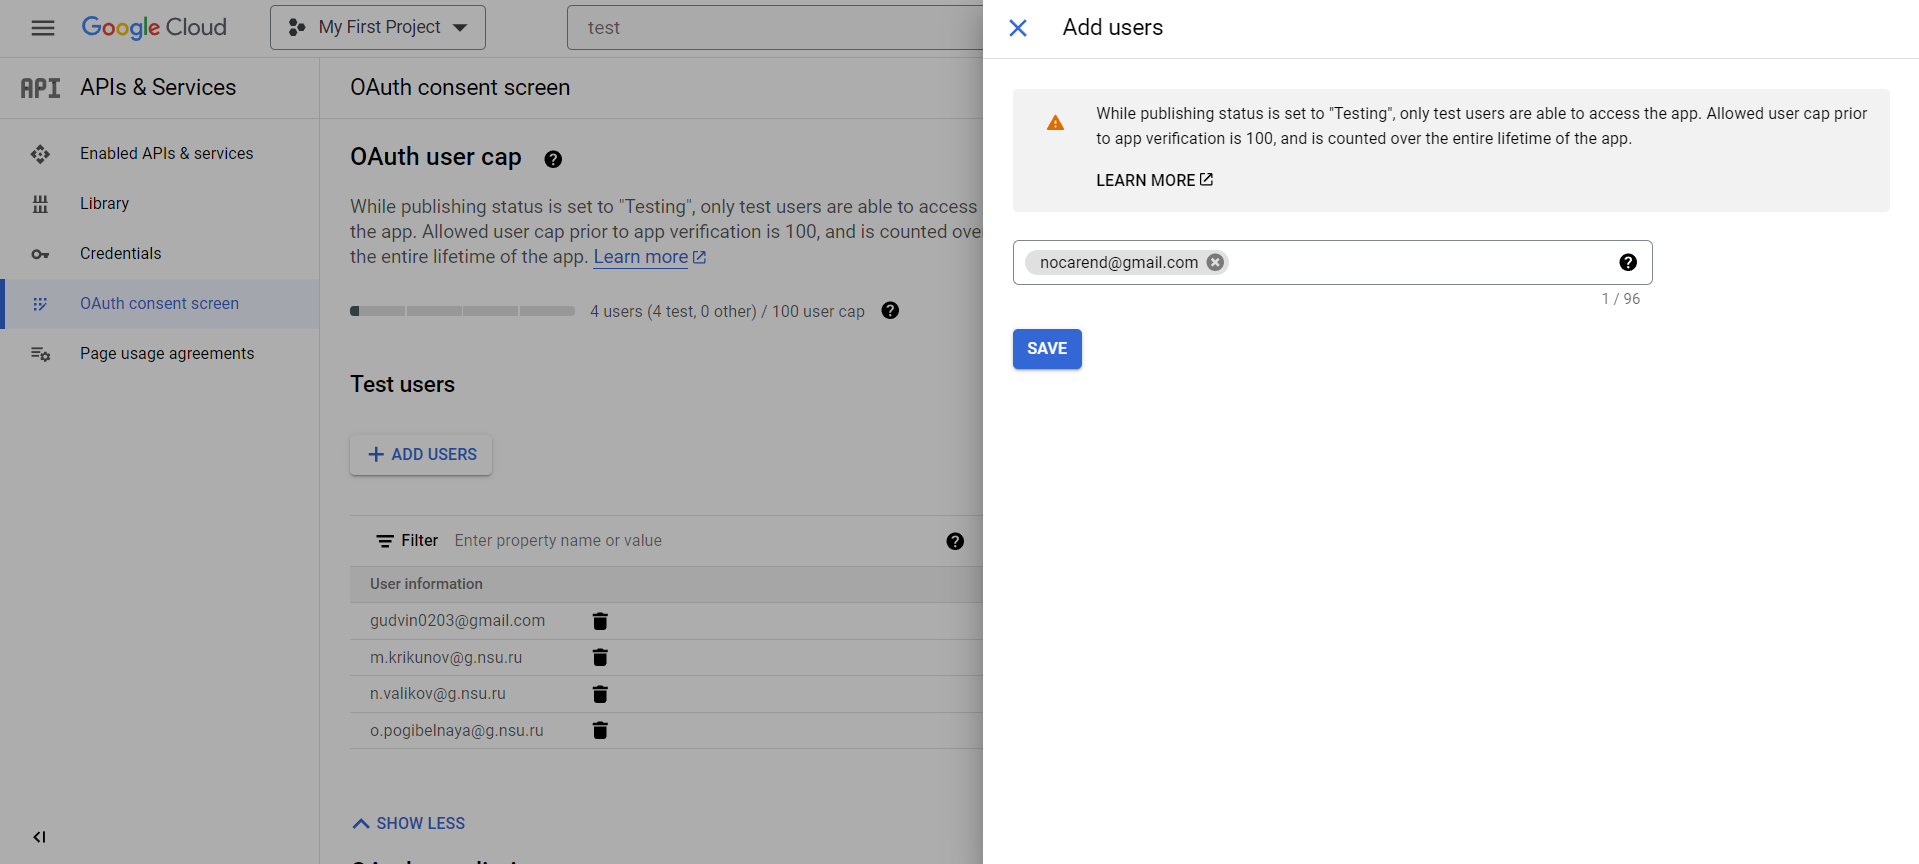 Google Cloud
My First Project
test
API
APIs & Services
Enabled APIs & services
Library
Credentials
OAuth consent screen
Page usage agreements
OAuth consent screen
OAuth user cap
While publishing status is set to "Testing", only test users are able to access
the app. Allowed user cap prior to app verification is 100, and is counted ove
the entire lifetime of the app. Learn more
4 users (4 test, 0 other) / 100 user cap
Test users
ADD USERS
Filter Enter property name or value
User information
gudvin0203@gmail.com
m.krikunov@g.nsu.ru
n.valikov@g.nsu.ru
o.pogibelnaya@g.nsu.ru
SHOW LESS
Add users
While publishing status is set to "Testing", only test users are able to access the app. Allowed user cap prior
to app verification is 100, and is counted over the entire lifetime of the app.
LEARN MORE
nocarend@gmail.com
1 / 96
SAVE